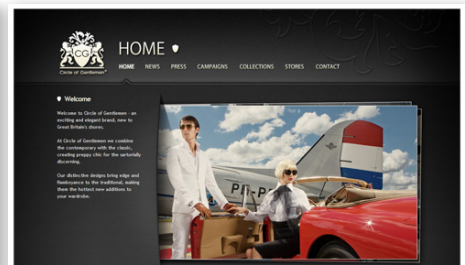 CG
Circle of Gentlemen
HOME
HOME NEWS PRESS CAMPAIGNS COLLECTIONS STORES CONTACT
Welcome
Welcome to Circle of Gentlemen - an
exciting and elegant brand, new to
Great Britain's shores.
At Circle of Gentlemen we combine
the contemporary with the classic,
creating preppy chic for the sartorially
discerning.
Our distinctive designs bring edge and
flamboyance to the traditional, making
them the hottest new additions to
your wardrobe.